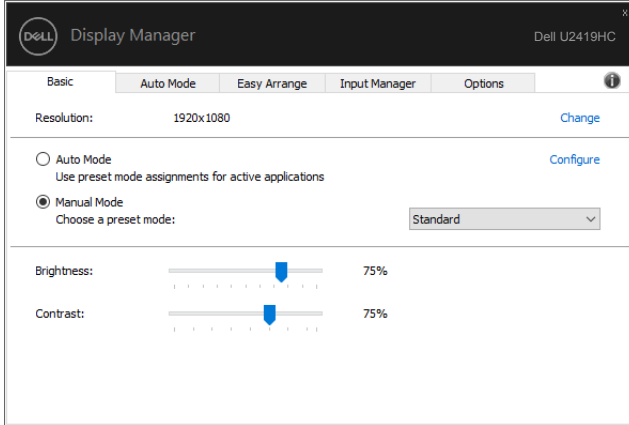 DELL Display Manager
Dell U2419HC
x
Basic Auto Mode Easy Arrange Input Manager Options i
Resolution: 1920x1080 Change
Auto Mode Configure
Use preset mode assignments for active applications
Manual Mode
Choose a preset mode: Standard
Brightness: 75%
Contrast: 75%